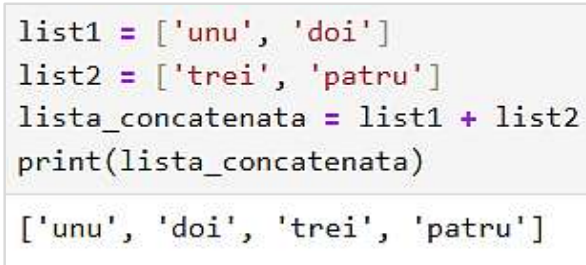 list1 = ['unu', 'doi']
list2 = ['trei', 'patru']
lista_concatenata = list1 + list2
print(lista_concatenata)
['unu', 'doi', 'trei', 'patru']